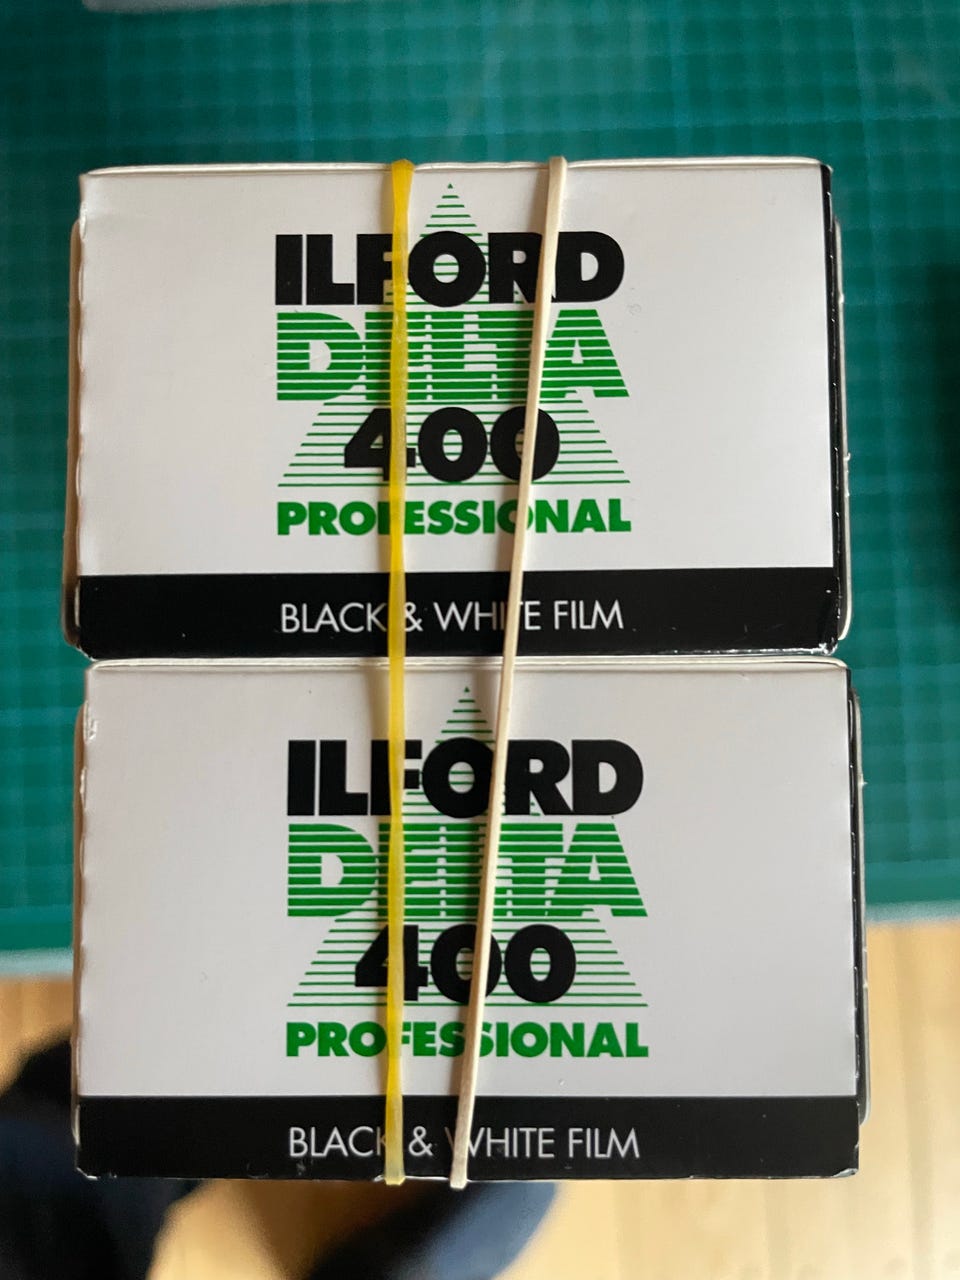 ILFORD
DELTA
400
PROFESSIONAL
BLACK & WHITE FILM
ILFORD
DELTA
400
PROFESSIONAL
BLACK & WHITE FILM